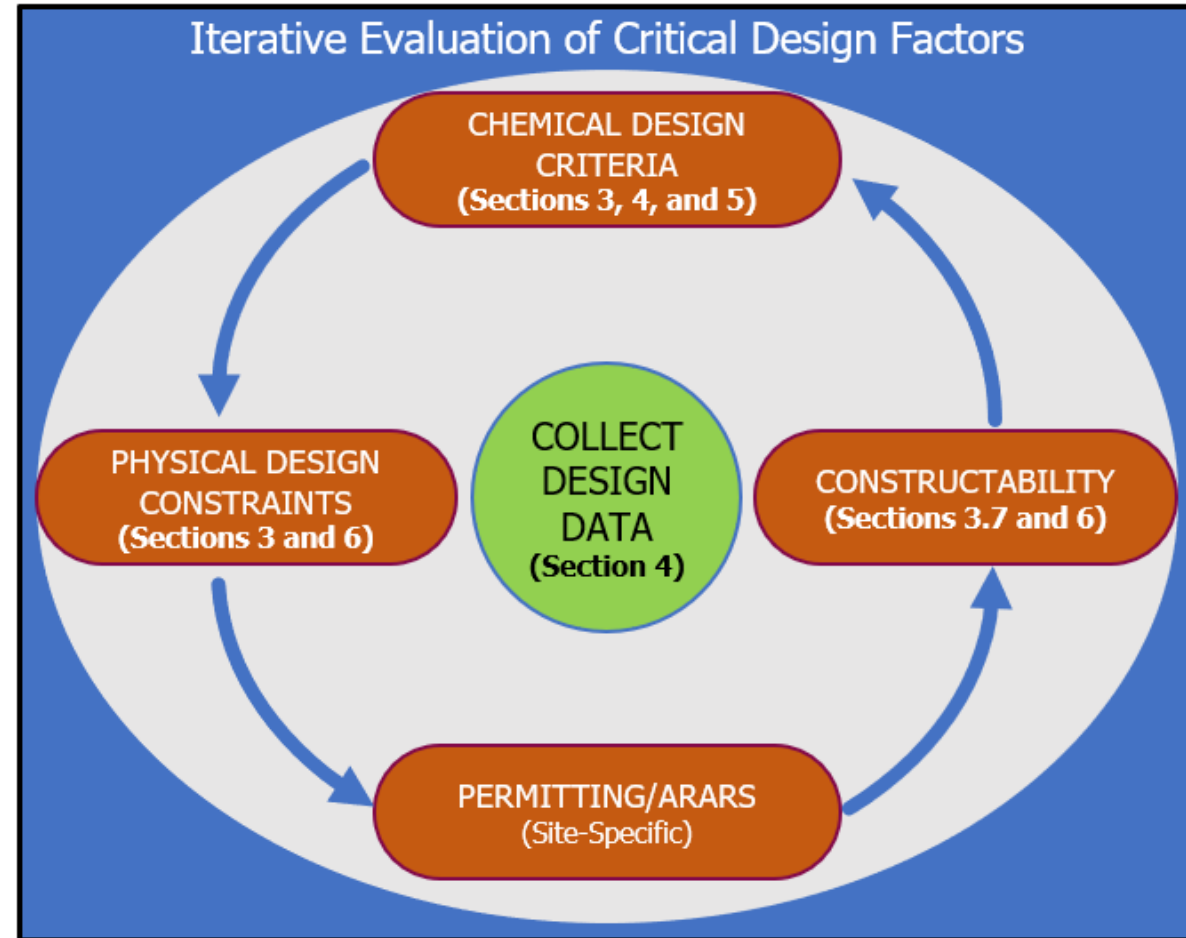 Iterative Evaluation of Critical Design Factors
CHEMICAL DESIGN
CRITERIA
(Sections 3, 4, and 5)
PHYSICAL DESIGN
CONSTRAINTS
(Sections 3 and 6)
COLLECT
DESIGN
DATA
(Section 4)
CONSTRUCTABILITY
(Sections 3.7 and 6)
PERMITTING/ARARS
(Site-Specific)